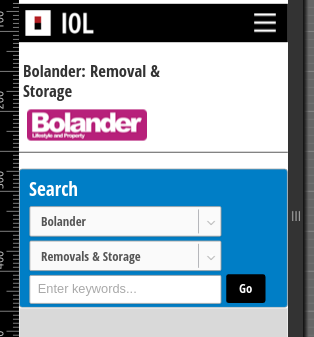 IOL
Bolander: Removal &
Storage
Bolander
Lifestyle and Property
Search
Bolander
Removals & Storage
Enter keywords...
Go